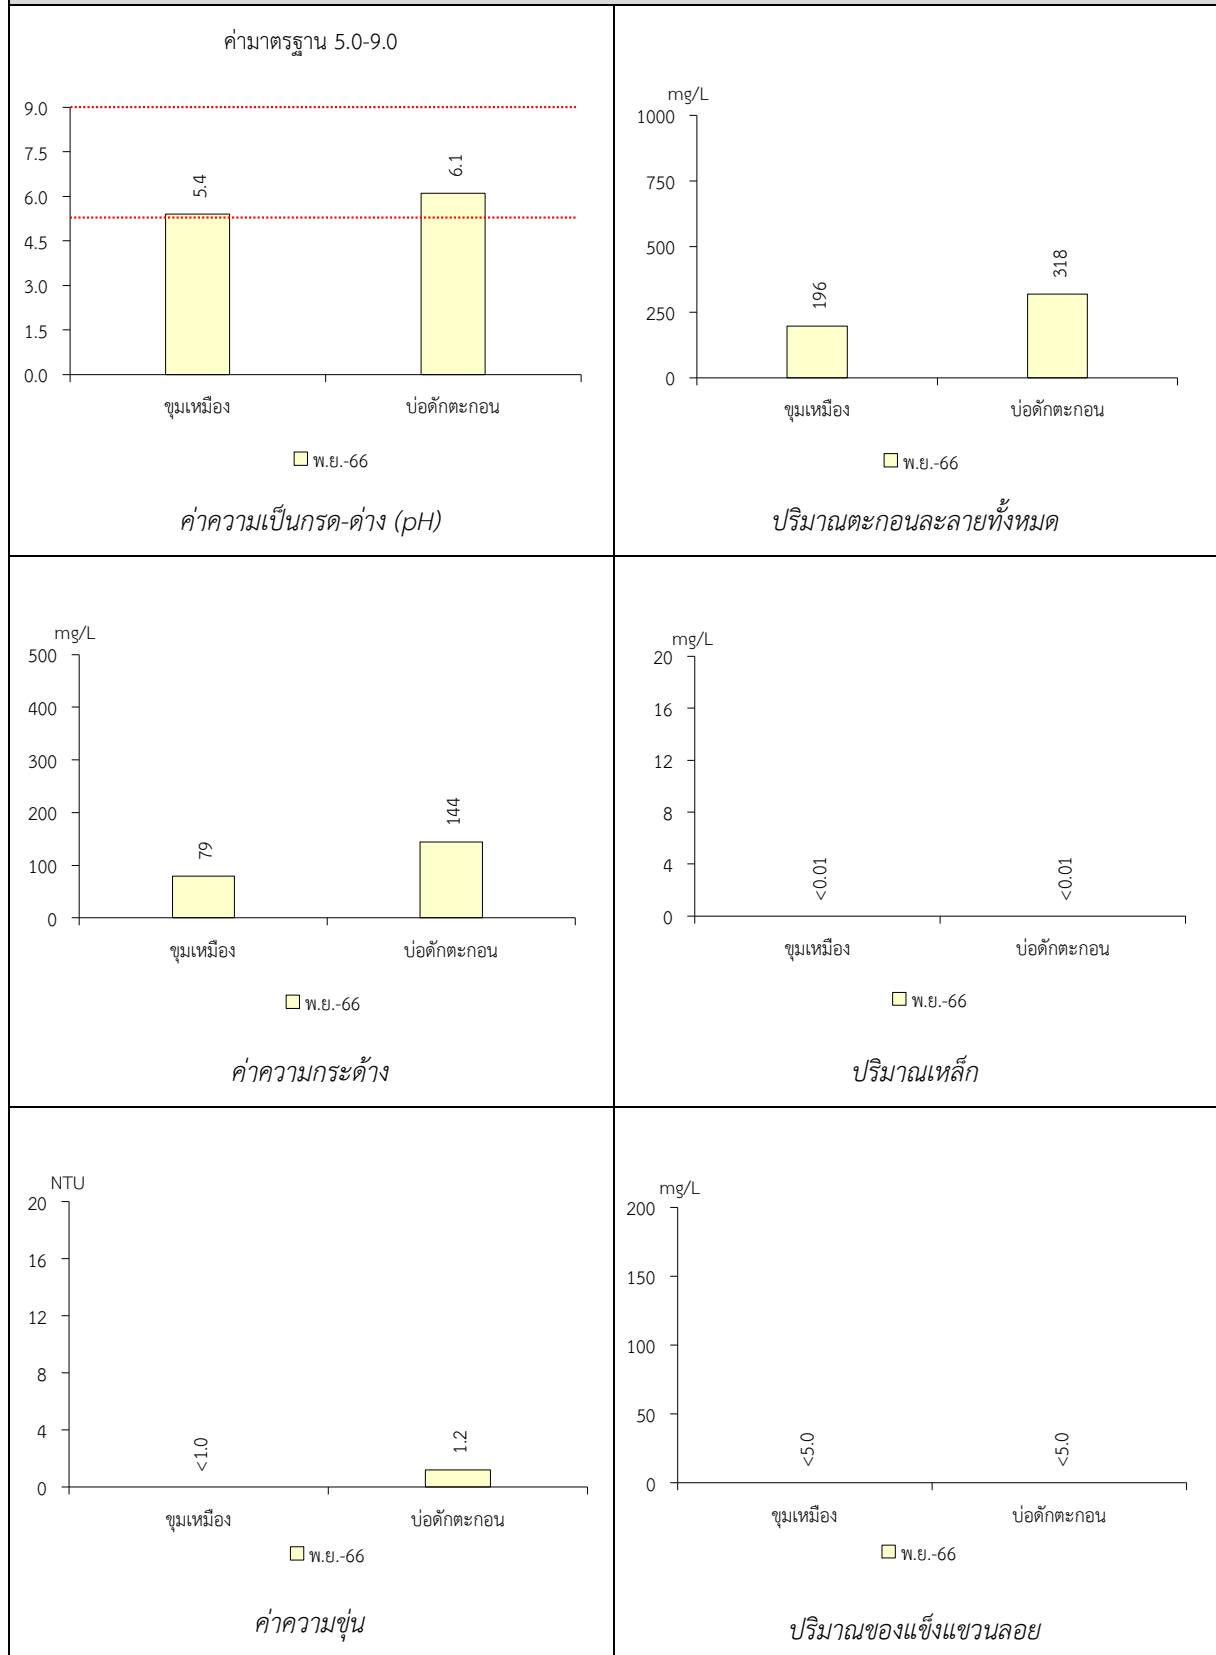 ค่ามาตรฐาน 5.0-9.0
9.0
7.5
6.0
4.5
3.0
1.5
0.0
5.4
6.1
ขุมเหมือง
บ่อดักตะกอน
พ.ย.-66
ค่าความเป็นกรด-ด่าง (pH)
mg/L
1000
750
500
250
0
196
318
ขุมเหมือง
บ่อดักตะกอน
พ.ย.-66
ปริมาณตะกอนละลายทั้งหมด
mg/L
500
400
300
200
100
0
79
144
ขุมเหมือง
บ่อดักตะกอน
พ.ย.-66
ค่าความกระด้าง
mg/L
20
16
12
8
4
0
<0.01
<0.01
ขุมเหมือง
บ่อดักตะกอน
พ.ย.-66
ปริมาณเหล็ก
NTU
20
16
12
8
4
0
<1.0
1.2
ขุมเหมือง
บ่อดักตะกอน
พ.ย.-66
ค่าความขุ่น
mg/L
200
150
100
50
0
<5.0
<5.0
ขุมเหมือง
บ่อดักตะกอน
พ.ย.-66
ปริมาณของแข็งแขวนลอย